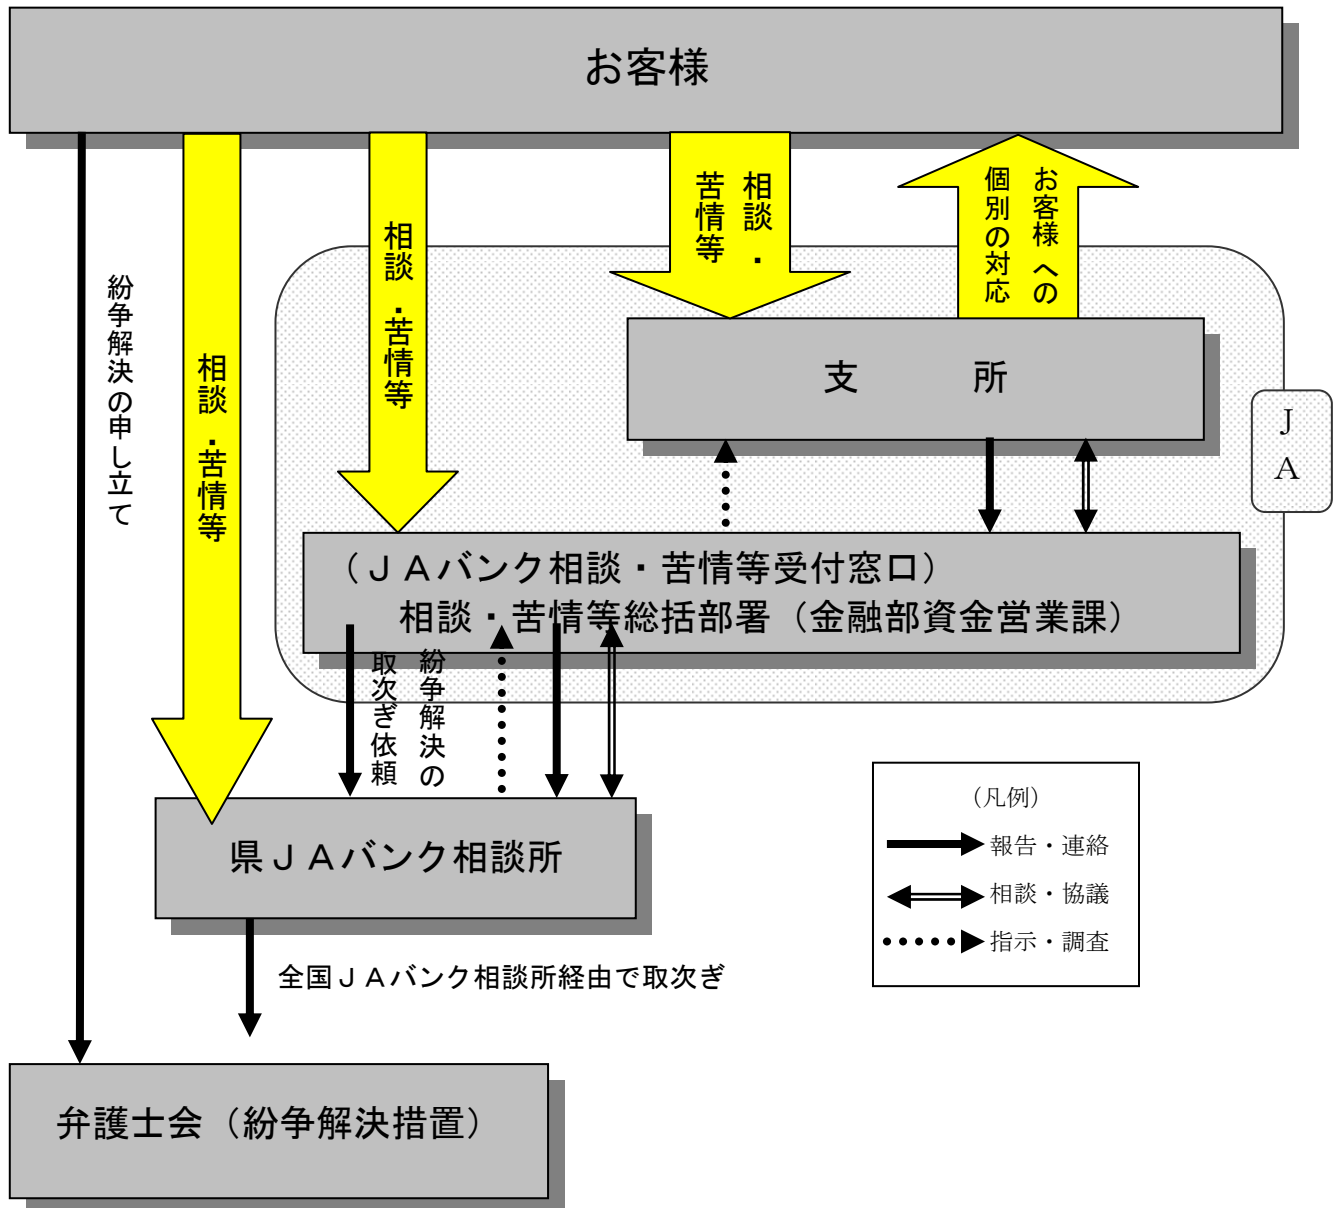 お客様
紛争解決の申し立て
相談・苦情等
相談・苦情等
相談・
苦情等
お客様への
個別の対応
支　　所
JA
（ＪＡバンク相談・苦情等受付窓口）
相談・苦情等総括部署（金融部資金営業課）
紛争解決の
取次ぎ依頼
県ＪＡバンク相談所
全国ＪＡバンク相談所経由で取次ぎ
弁護士会（紛争解決措置）
（凡例）
報告・連絡
相談・協議
指示・調査